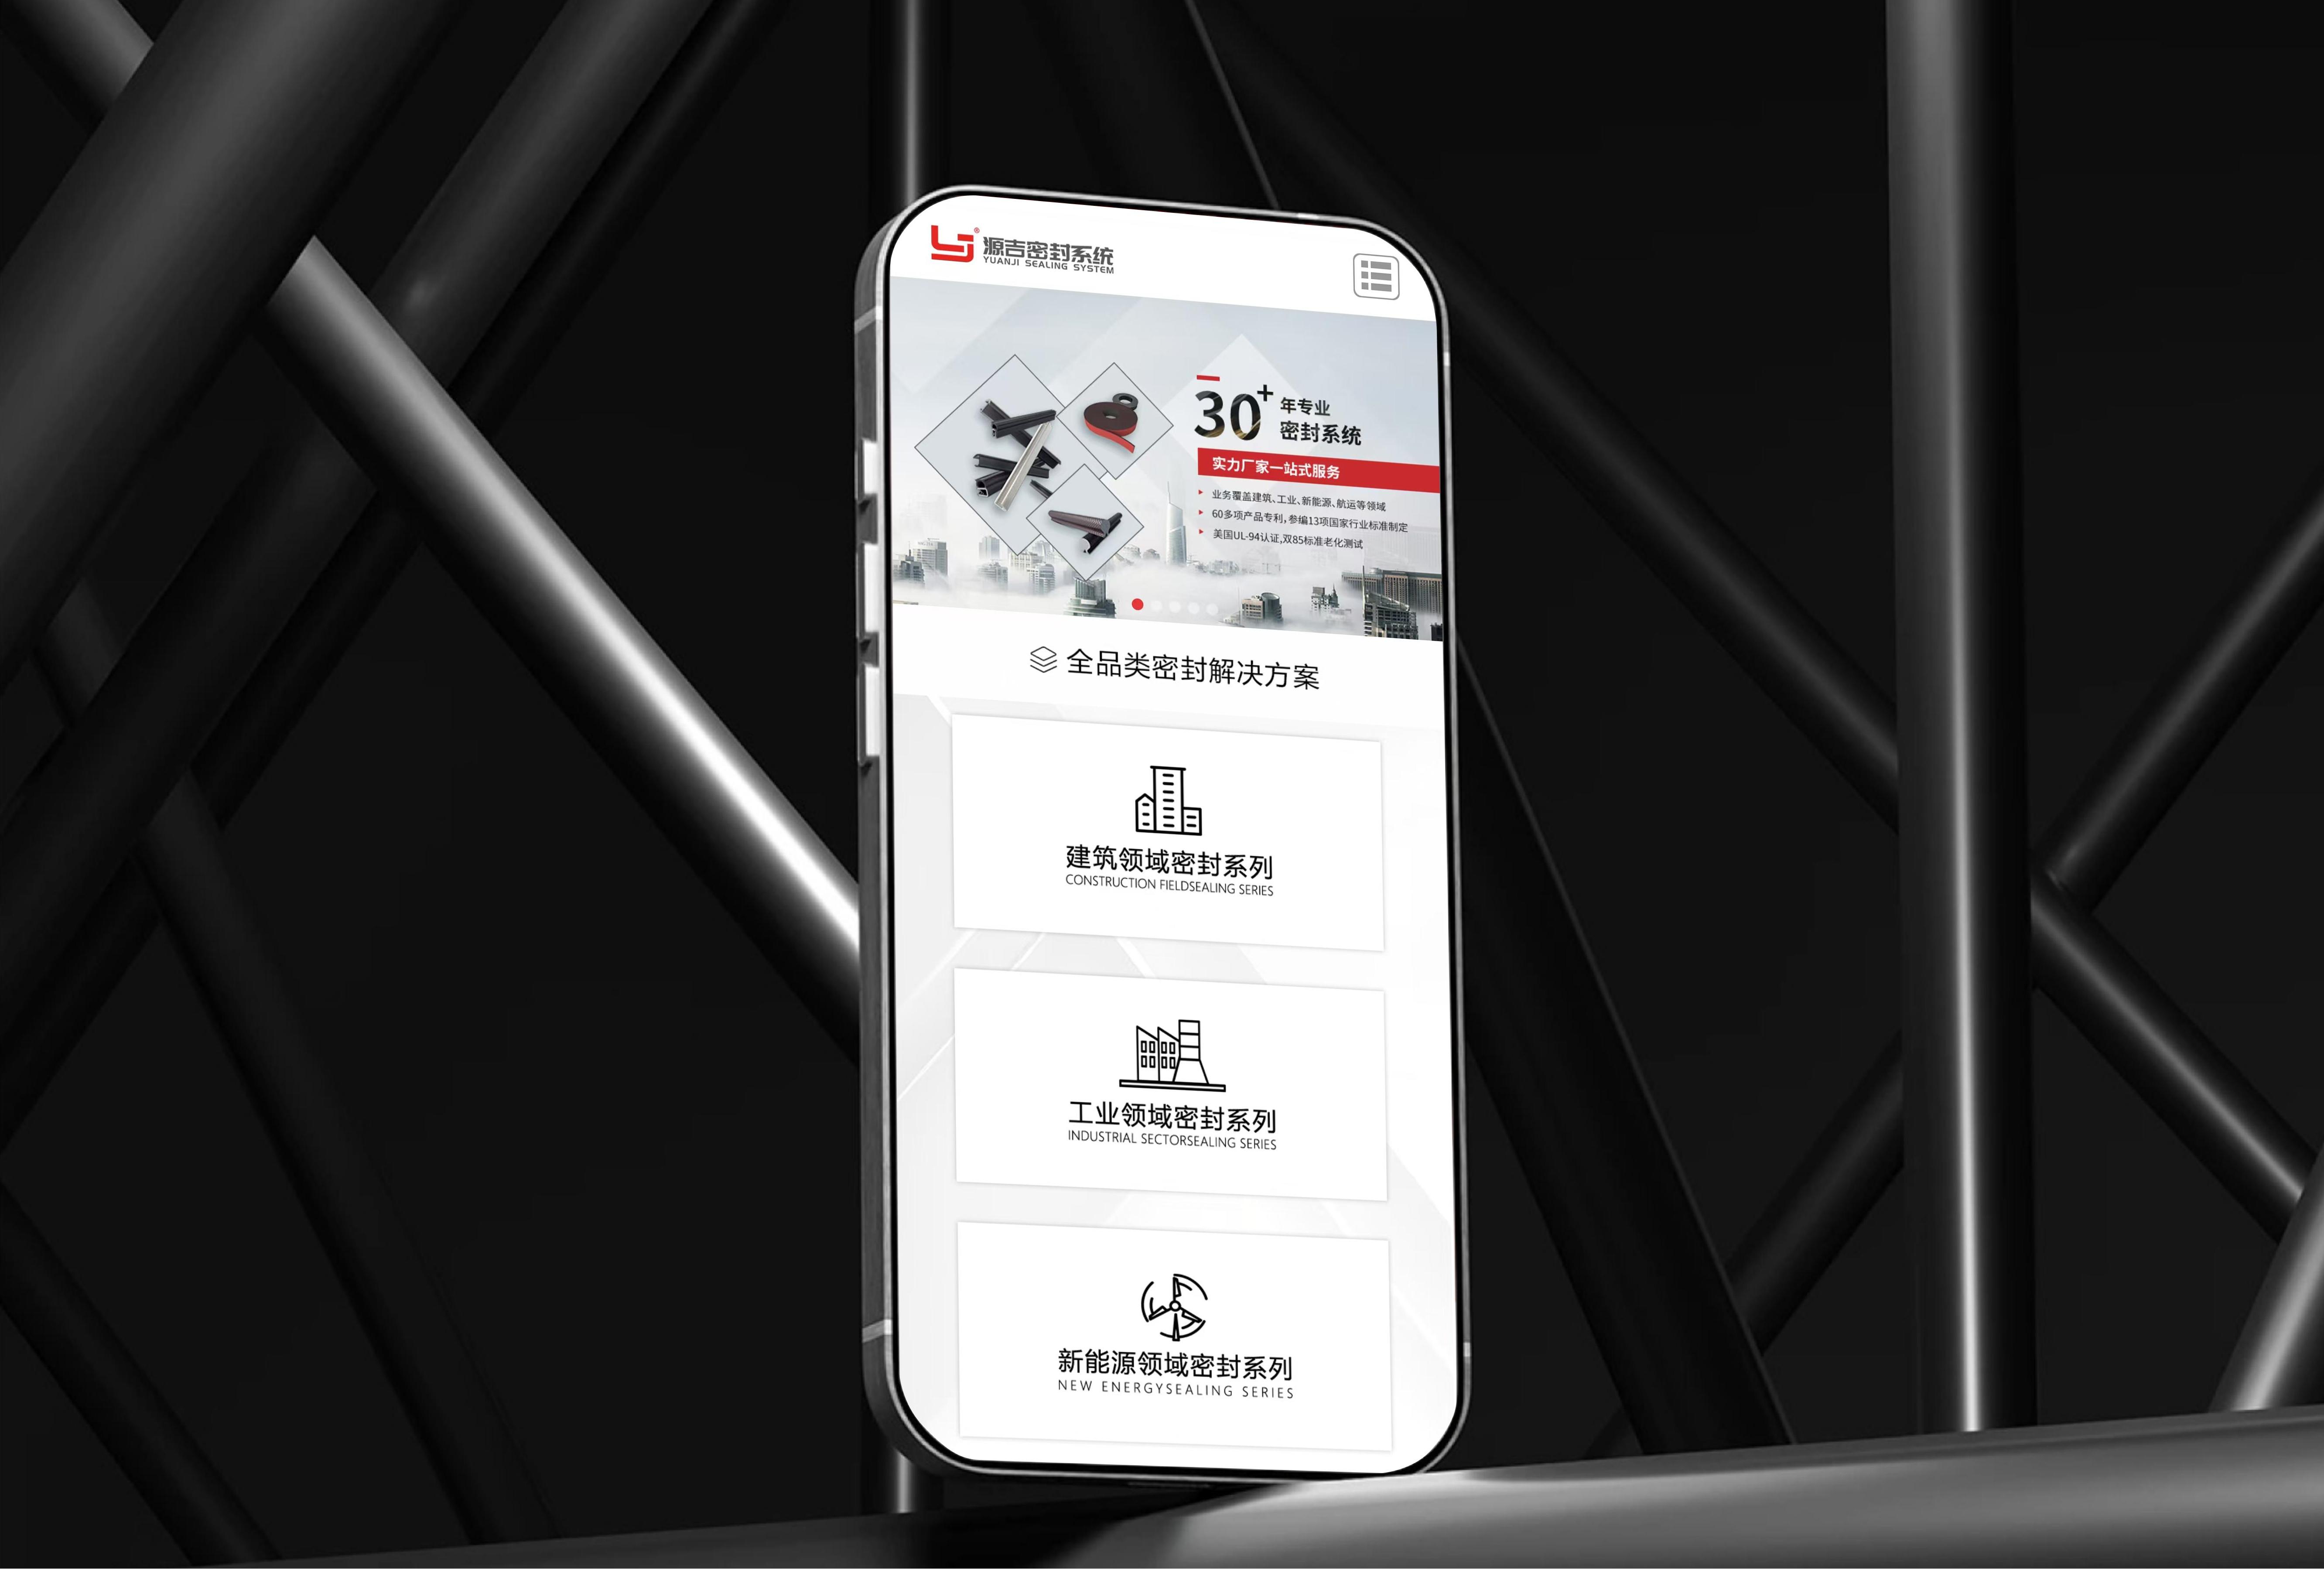 源吉密封系统®
YUANJI SEALING SYSTEM
30+ 年专业
密封系统
实力厂家一站式服务
业务覆盖建筑、工业、新能源、航运等领域
60多项产品专利,参编13项国家行业标准制定
美国UL-94认证,双85标准老化测试
全品类密封解决方案
建筑领域密封系列
CONSTRUCTION FIELDSEALING SERIES
工业领域密封系列
INDUSTRIAL SECTORSEALING SERIES
新能源领域密封系列
NEW ENERGYSEALING SERIES